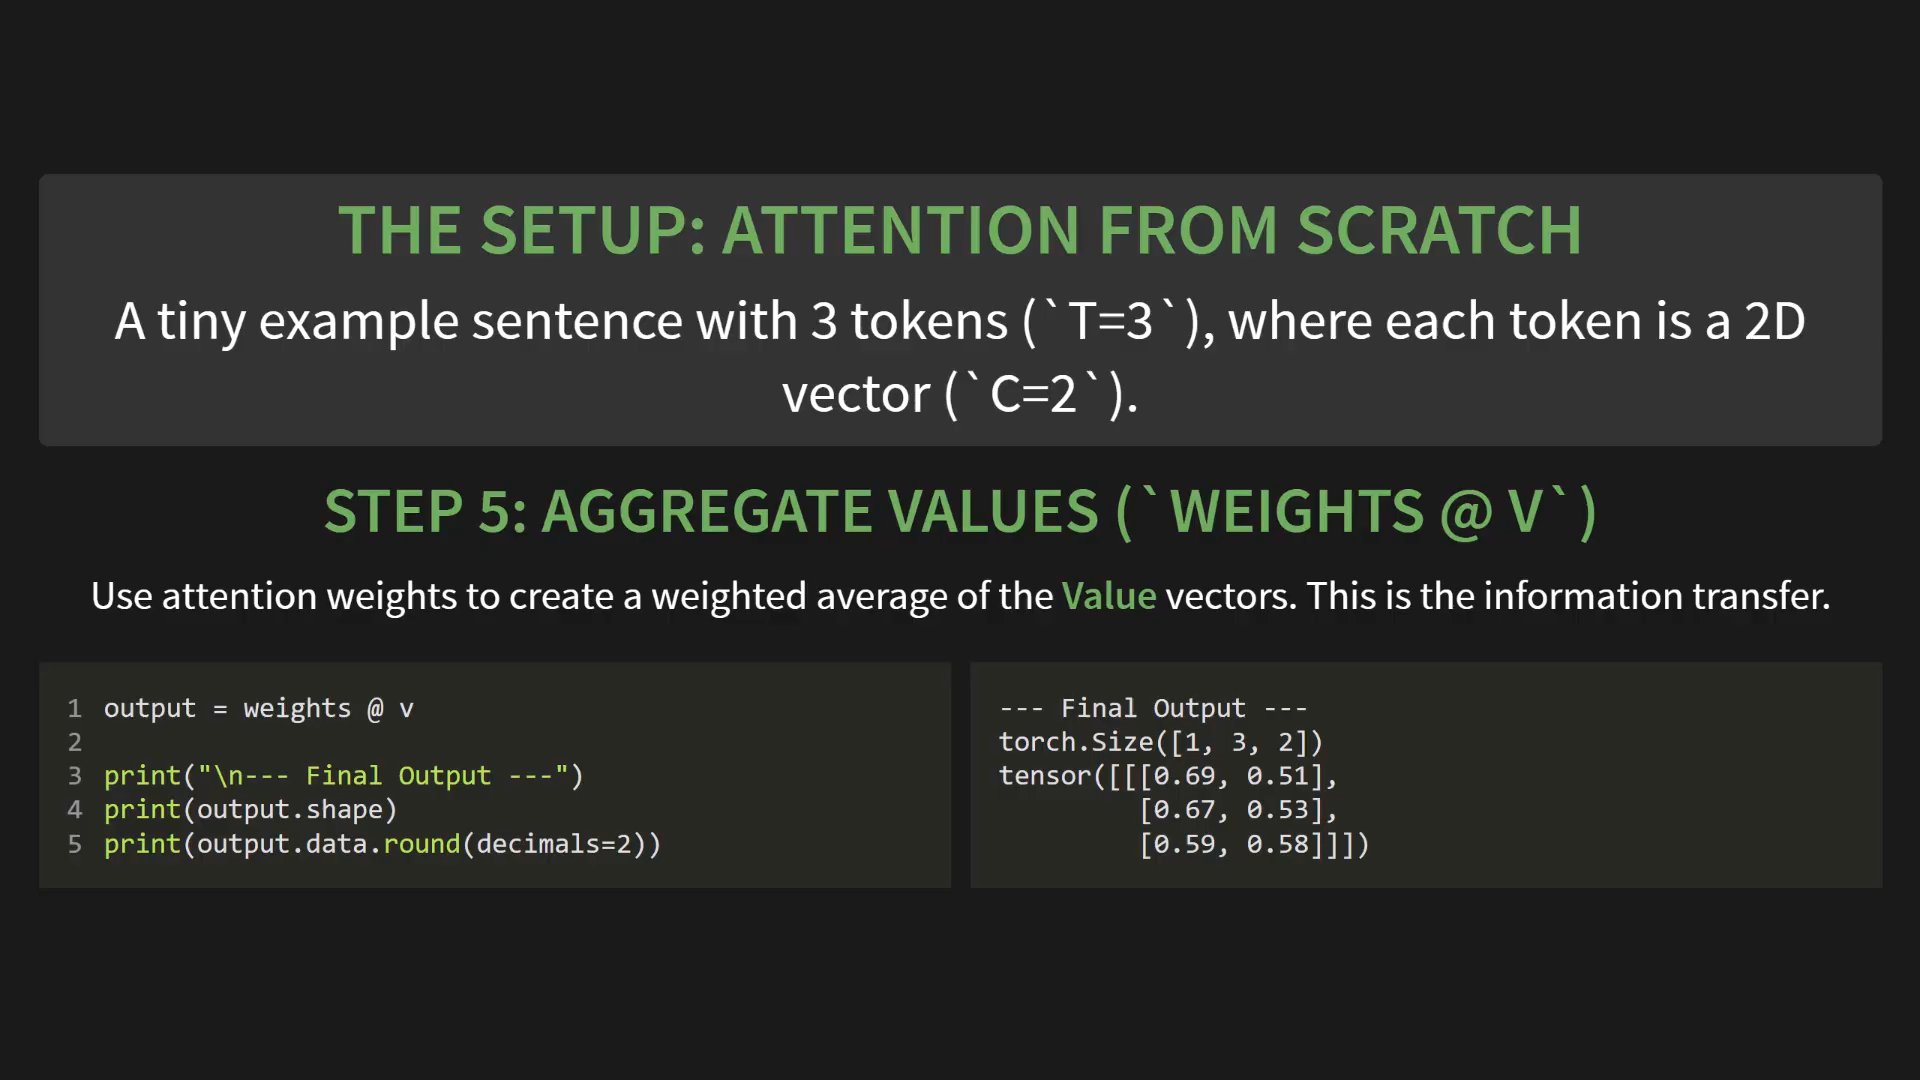 THE SETUP: ATTENTION FROM SCRATCH
A tiny example sentence with 3 tokens (`T=3`), where each token is a 2D
vector (`C=2`).
STEP 5: AGGREGATE VALUES (`WEIGHTS @ V`)
Use attention weights to create a weighted average of the Value vectors. This is the information transfer.
1 output = weights @ v
2
3 print("\n--- Final Output ---")
4 print(output.shape)
5 print(output.data.round(decimals=2))
--- Final Output ---
torch.Size([1, 3, 2])
tensor([[[0.69, 0.51],
         [0.67, 0.53],
         [0.59, 0.58]]])